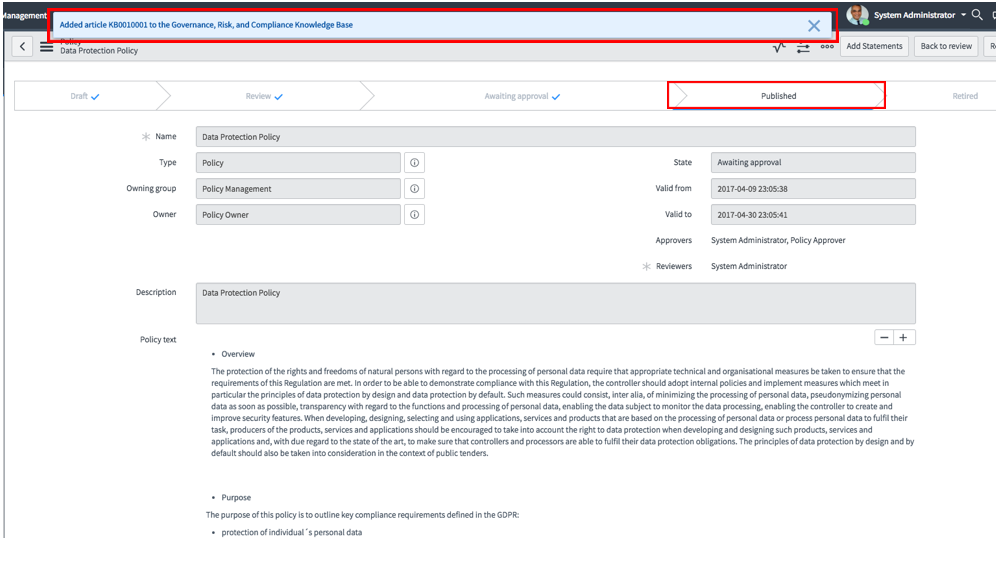 Management
Added article KB0010001 to the Governance, Risk, and Compliance Knowledge Base
System Administrator
Policy
Data Protection Policy
Add Statements
Back to review
Draft
Review
Awaiting approval
Published
Retired
Name
Data Protection Policy
Type
Policy
State
Awaiting approval
Owning group
Policy Management
Valid from
2017-04-09 23:05:38
Owner
Policy Owner
Valid to
2017-04-30 23:05:41
Approvers
System Administrator, Policy Approver
Reviewers
System Administrator
Description
Data Protection Policy
Policy text
• Overview
The protection of the rights and freedoms of natural persons with regard to the processing of personal data require that appropriate technical and organisational measures be taken to ensure that the
requirements of this Regulation are met. In order to be able to demonstrate compliance with this Regulation, the controller should adopt internal policies and implement measures which meet in
particular the principles of data protection by design and data protection by default. Such measures could consist, inter alia, of minimizing the processing of personal data, pseudonymizing personal
data as soon as possible, transparency with regard to the functions and processing of personal data, enabling the data subject to monitor the data processing, enabling the controller to create and
improve security features. When developing, designing, selecting and using applications, services and products that are based on the processing of personal data or process personal data to fulfil their
task, producers of the products, services and applications should be encouraged to take into account the right to data protection when developing and designing such products, services and
applications and, with due regard to the state of the art, to make sure that controllers and processors are able to fulfil their data protection obligations. The principles of data protection by design and by
default should also be taken into consideration in the context of public tenders.
• Purpose
The purpose of this policy is to outline key compliance requirements defined in the GDPR:
• protection of individual´s personal data